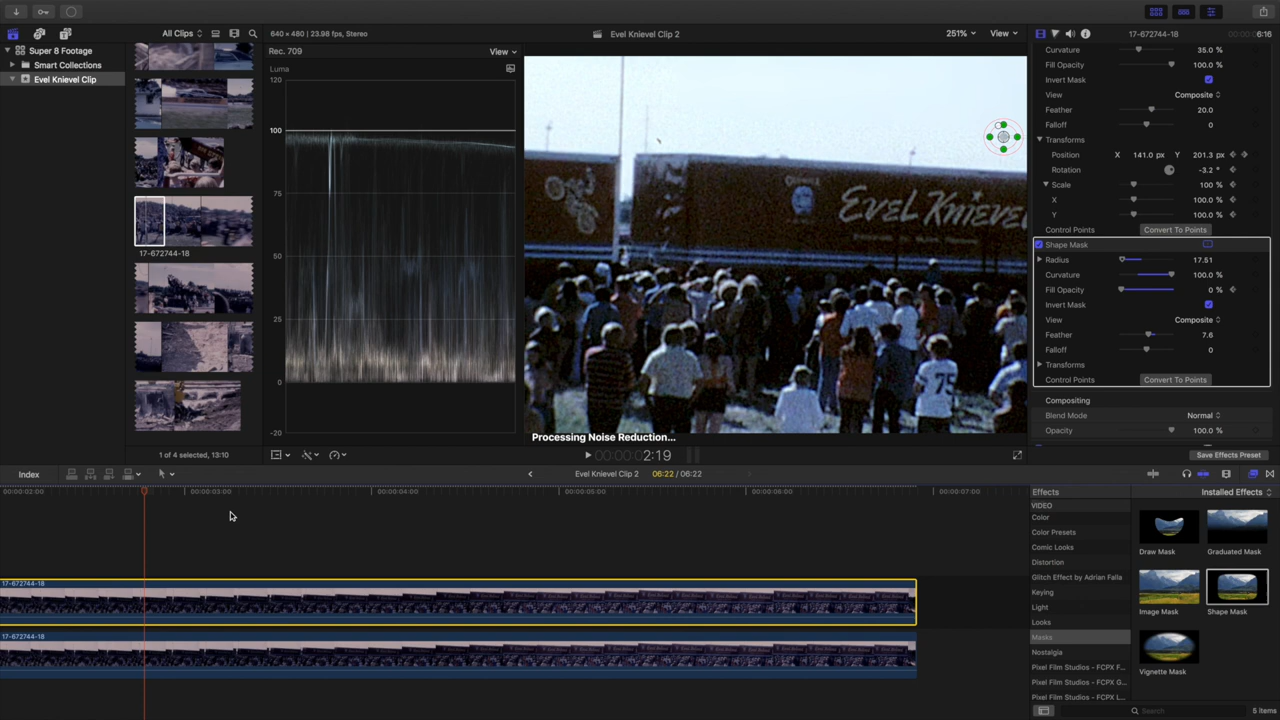 All Clips
640 x 480 | 23.98 fps, Stereo
Evel Knievel Clip 2
251%
View
17-672744-18
6:16
Super 8 Footage
Smart Collections
Evel Knievel Clip
17-672744-18
1 of 4 selected, 13:10
Rec. 709
View
Luma
120
100
75
50
25
0
-20
EVEL KNIEVEL
75
Processing Noise Reduction...
2:19
Curvature 35.0 %
Fill Opacity 100.0 %
Invert Mask
View Composite
Feather 20.0
Falloff 0
Transforms
Position X 141.0 px Y 201.3 px
Rotation -3.2 °
Scale 100 %
X 100.0 %
Y 100.0 %
Control Points Convert To Points
Shape Mask
Radius 17.51
Curvature 100.0 %
Fill Opacity 0 %
Invert Mask
View Composite
Feather 7.6
Falloff 0
Transforms
Control Points Convert To Points
Compositing
Blend Mode Normal
Opacity 100.0 %
Save Effects Preset
Index
Evel Knievel Clip 2 06:22 / 06:22
00:00:02:00
00:00:03:00
00:00:04:00
00:00:05:00
00:00:06:00
00:00:07:00
17-672744-18
17-672744-18
Effects
Installed Effects
VIDEO
Color
Color Presets
Comic Looks
Distortion
Glitch Effect by Adrian Falla
Keying
Light
Looks
Masks
Nostalgia
Pixel Film Studios - FCPX F...
Pixel Film Studios - FCPX G...
Pixel Film Studios - FCPX L...
Draw Mask
Graduated Mask
Image Mask
Shape Mask
Vignette Mask
Search
5 items